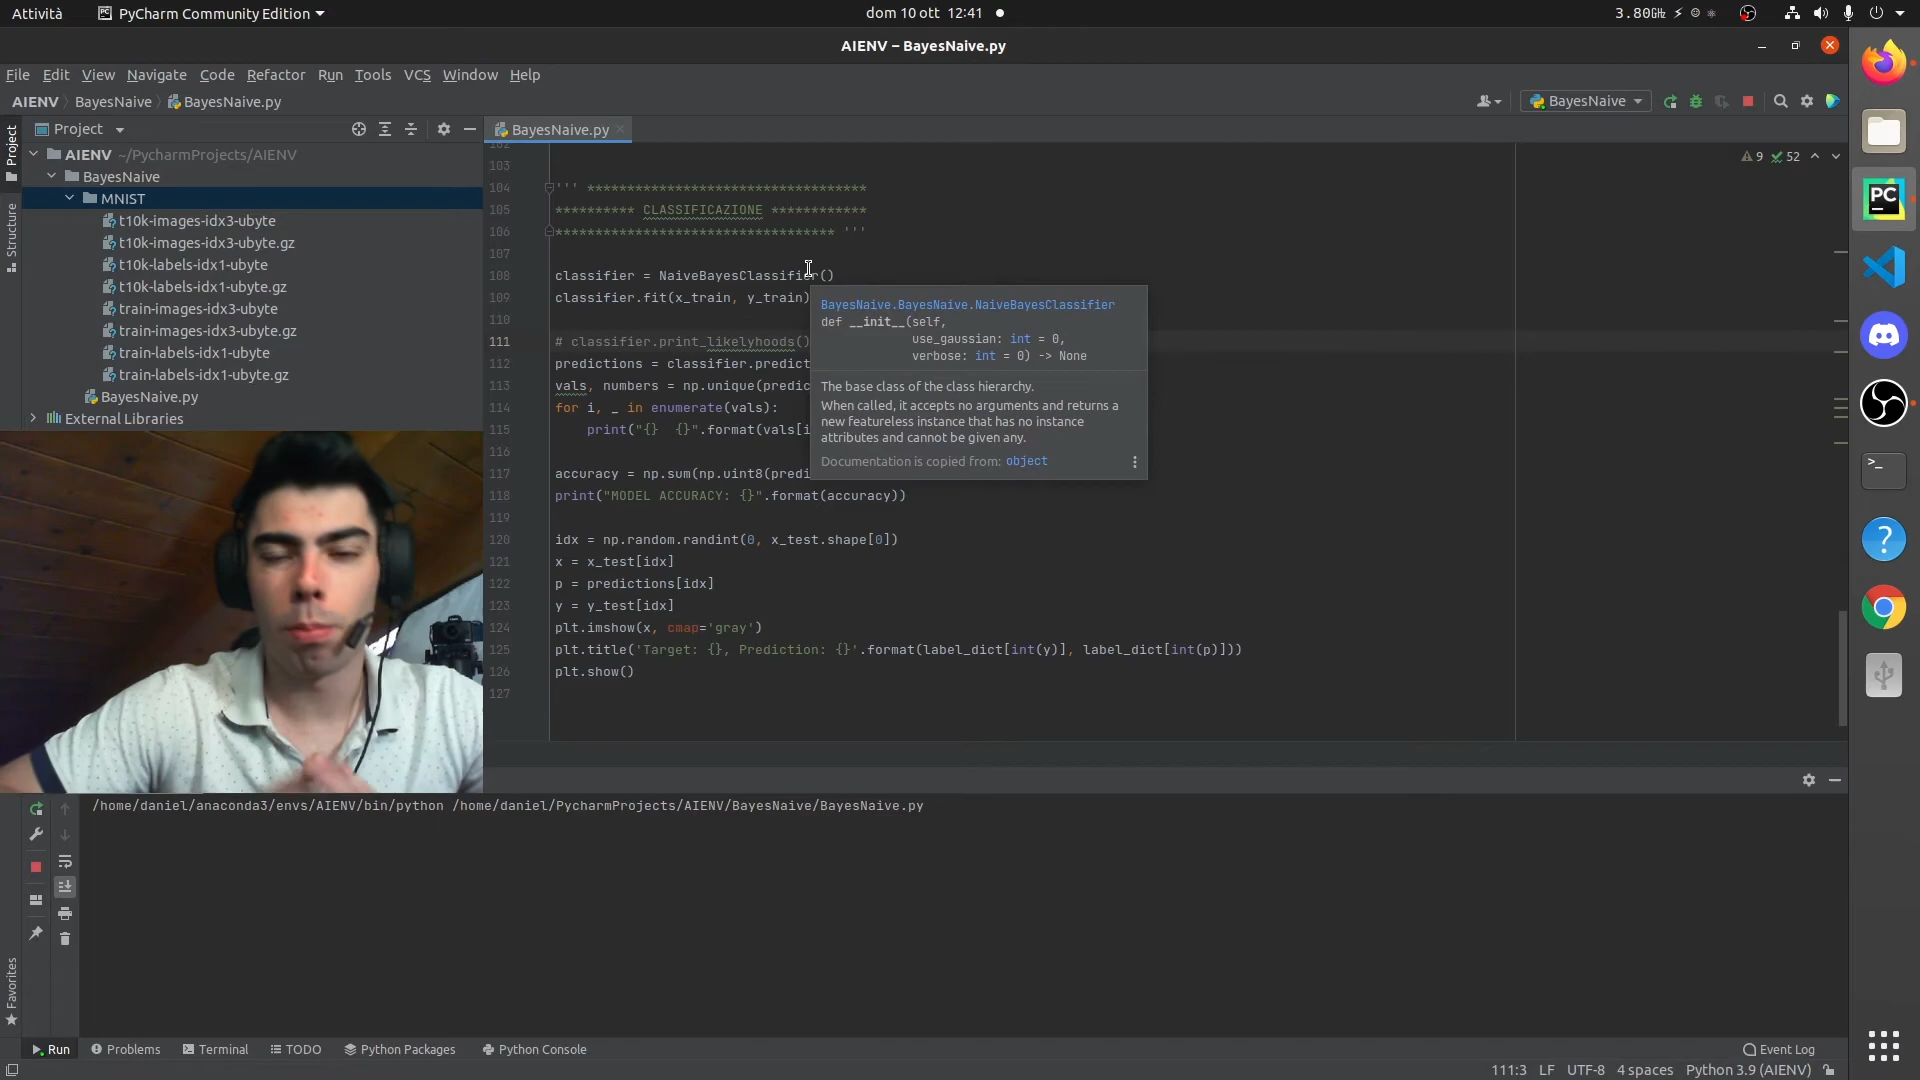 Attività
PyCharm Community Edition
dom 10 ott 12:41
3.80GHz
AIENV – BayesNaive.py
File Edit View Navigate Code Refactor Run Tools VCS Window Help
AIENV BayesNaive BayesNaive.py
BayesNaive
Project
Project
BayesNaive.py
AIENV ~/PycharmProjects/AIENV
BayesNaive
MNIST
t10k-images-idx3-ubyte
t10k-images-idx3-ubyte.gz
t10k-labels-idx1-ubyte
t10k-labels-idx1-ubyte.gz
train-images-idx3-ubyte
train-images-idx3-ubyte.gz
train-labels-idx1-ubyte
train-labels-idx1-ubyte.gz
BayesNaive.py
External Libraries
Structure
Favorites
9 52
102
103
104 ''' ***********************************
105 ********** CLASSIFICAZIONE ************
106 *********************************** '''
107
108 classifier = NaiveBayesClassifier()
109 classifier.fit(x_train, y_train)
110
111 # classifier.print_likelyhoods()
112 predictions = classifier.predict
113 vals, numbers = np.unique(predic
114 for i, _ in enumerate(vals):
115 print("{}  {}".format(vals[i
116
117 accuracy = np.sum(np.uint8(predi
118 print("MODEL ACCURACY: {}".format(accuracy))
119
120 idx = np.random.randint(0, x_test.shape[0])
121 x = x_test[idx]
122 p = predictions[idx]
123 y = y_test[idx]
124 plt.imshow(x, cmap='gray')
125 plt.title('Target: {}, Prediction: {}'.format(label_dict[int(y)], label_dict[int(p)]))
126 plt.show()
127
BayesNaive.BayesNaive.NaiveBayesClassifier
def __init__(self,
use_gaussian: int = 0,
verbose: int = 0) -> None
The base class of the class hierarchy.
When called, it accepts no arguments and returns a
new featureless instance that has no instance
attributes and cannot be given any.
Documentation is copied from: object
/home/daniel/anaconda3/envs/AIENV/bin/python /home/daniel/PycharmProjects/AIENV/BayesNaive/BayesNaive.py
Run Problems Terminal TODO Python Packages Python Console
Event Log
111:3 LF UTF-8 4 spaces Python 3.9 (AIENV)